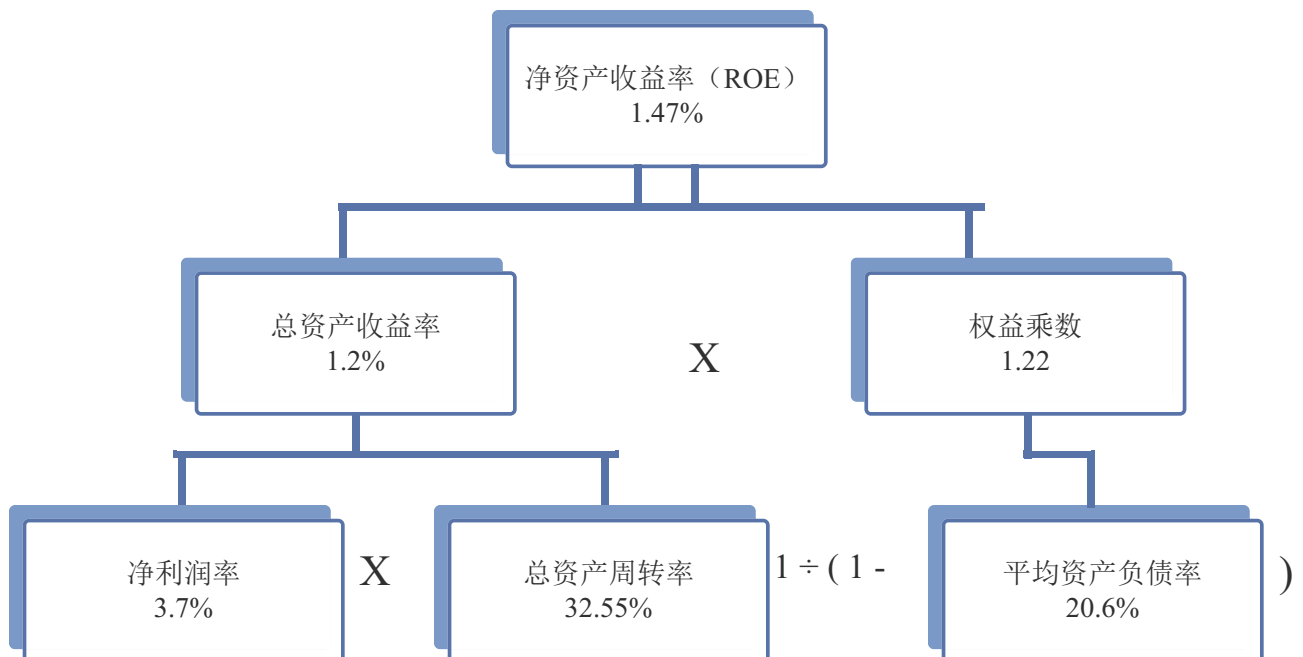 净资产收益率（ROE）
1.47%
总资产收益率
1.2%
X
权益乘数
1.22
净利润率
3.7%
X
总资产周转率
32.55%
1 ÷ ( 1 -
平均资产负债率
20.6%
)